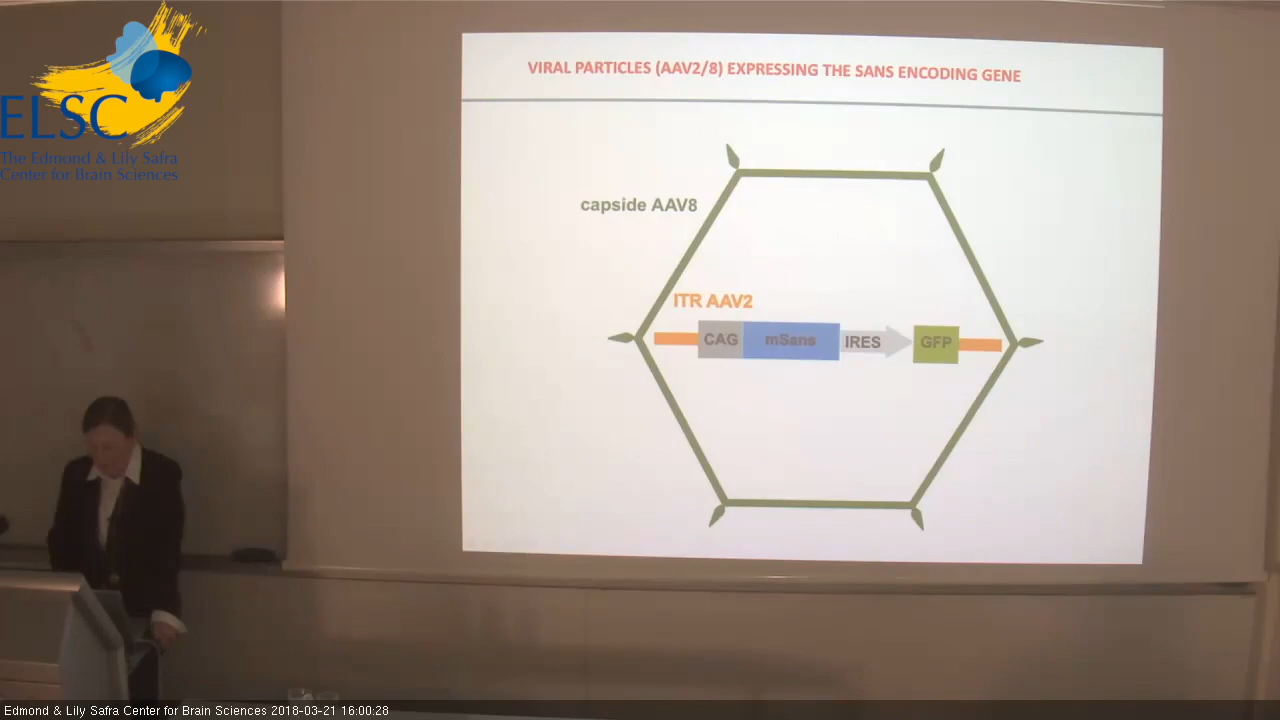 ELSC
The Edmond & Lily Safra
Center for Brain Sciences
VIRAL PARTICLES (AAV2/8) EXPRESSING THE SANS ENCODING GENE
capside AAV8
ITR AAV2
CAG mSans IRES GFP
Edmond & Lily Safra Center for Brain Sciences 2018-03-21 16:00:28